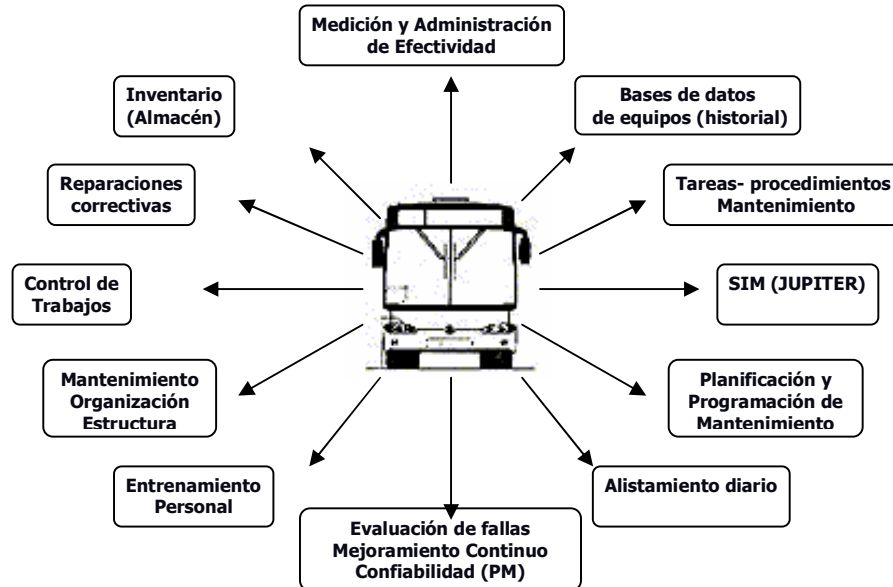 Medición y Administración
de Efectividad
Inventario
(Almacén)
Bases de datos
de equipos (historial)
Reparaciones
correctivas
Tareas- procedimientos
Mantenimiento
Control de
Trabajos
SIM (JUPITER)
Mantenimiento
Organización
Estructura
Planificación y
Programación de
Mantenimiento
Entrenamiento
Personal
Alistamiento diario
Evaluación de fallas
Mejoramiento Continuo
Confiabilidad (PM)